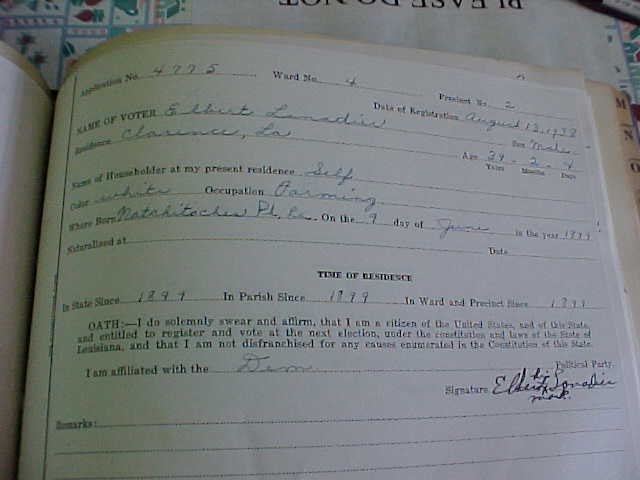 PLEASE DO NOT
Application No. 4775 Ward No. 4 Precinct No. 2
NAME OF VOTER Elbert Lenadier Date of Registration August 13, 1938
Residence Clarence, La Sex Male
Age 39 - 2 - 4
Years Months Days
Name of Householder at my present residence Self
Color white Occupation Farming
Where Born Natchitoches Ph. La. On the 9 day of June in the year 1899
Naturalized at Date
TIME OF RESIDENCE
In State Since 1899 In Parish Since 1899 In Ward and Precinct Since 1899
OATH:—I do solemnly swear and affirm, that I am a citizen of the United States, and of this State,
and entitled to register and vote at the next election, under the constitution and laws of the State of
Louisiana, and that I am not disfranchised for any causes enumerated in the Constitution of this State.
I am affiliated with the Dem Political Party.
his
Signature Elbert X Lenadier
mark.
Remarks: